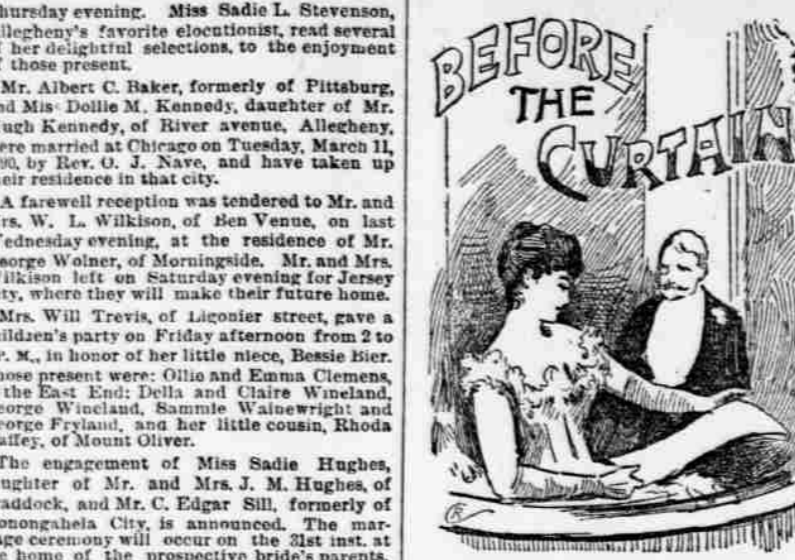 hursday evening. Miss Sadie L. Stevenson,
llegheny's favorite elocutionist, read several
f her delightful selections, to the enjoyment
f those present.
Mr. Albert C. Baker, formerly of Pittsburg,
nd Mis Dollie M. Kennedy, daughter of Mr.
ugh Kennedy, of River avenue, Allegheny,
ere married at Chicago on Tuesday, March 11,
90, by Rev. O. J. Nave, and have taken up
eir residence in that city.
A farewell reception was tendered to Mr. and
rs. W. L. Wilkison, of Ben Venue, on last
ednesday evening, at the residence of Mr.
eorge Wolner, of Morningside. Mr. and Mrs.
ilkison left on Saturday evening for Jersey
ty, where they will make their future home.
Mrs. Will Trevis, of Ligonier street, gave a
hildren's party on Friday afternoon from 2 to
P. M., in honor of her little niece, Bessie Bier.
hose present were: Ollie and Emma Clemens,
the East End; Della and Claire Wineland,
eorge Wineland, Sammie Wainewright and
eorge Fryland, and her little cousin, Rhoda
affey, of Mount Oliver.
The engagement of Miss Sadie Hughes,
ughter of Mr. and Mrs. J. M. Hughes, of
addock, and Mr. C. Edgar Sill, formerly of
onongahela City, is announced. The mar-
age ceremony will occur on the 31st inst. at
e home of the prospective bride's parents.
BEFORE
THE
CURTAIN